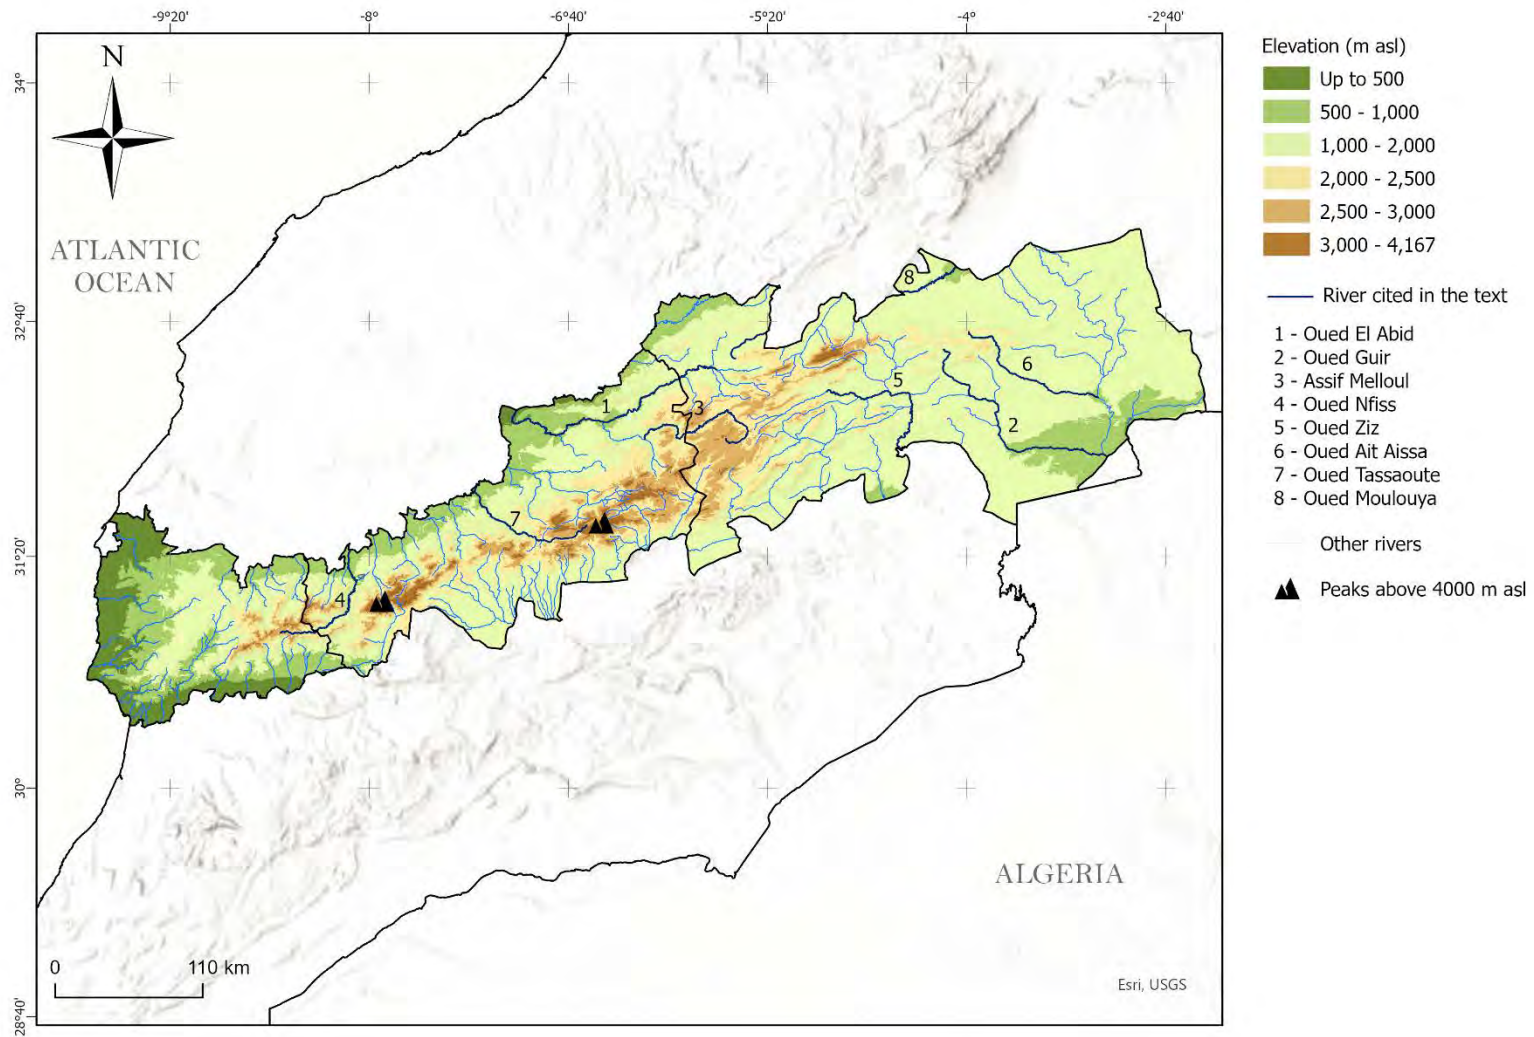 -9°20'
-8°
-6°40'
-5°20'
-4°
-2°40'
34°
32°40'
31°20'
30°
28°40'
N
ATLANTIC
OCEAN
ALGERIA
1
2
3
4
5
6
7
8
0 110 km
Esri, USGS
Elevation (m asl)
Up to 500
500 - 1,000
1,000 - 2,000
2,000 - 2,500
2,500 - 3,000
3,000 - 4,167
River cited in the text
1 - Oued El Abid
2 - Oued Guir
3 - Assif Melloul
4 - Oued Nfiss
5 - Oued Ziz
6 - Oued Ait Aissa
7 - Oued Tassaoute
8 - Oued Moulouya
Other rivers
Peaks above 4000 m asl